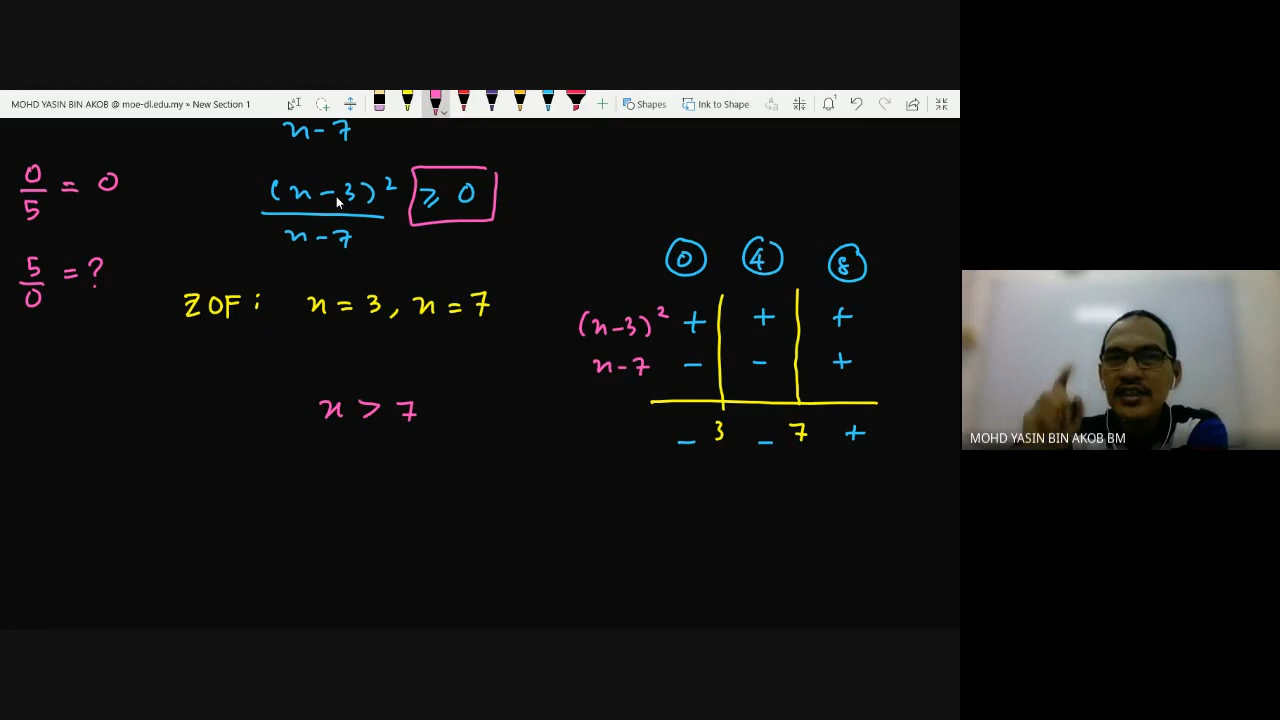 MOHD YASIN BIN AKOB @ moe-dl.edu.my » New Section 1
Shapes
Ink to Shape
x - 7
0/5 = 0
(x - 3)² / x - 7 ≥ 0
5/0 = ?
ZOF : x = 3, x = 7
x > 7
0 4 8
(x - 3)² + + +
x - 7 - - +
- 3 - 7 +
MOHD YASIN BIN AKOB BM